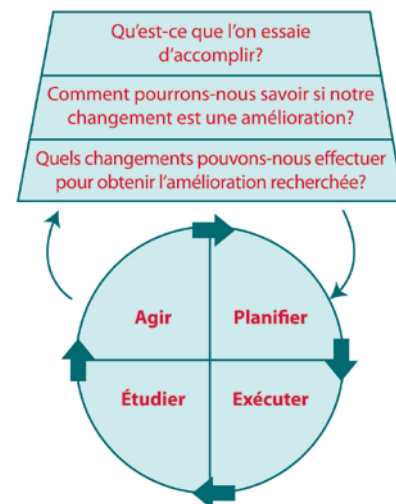 Qu’est-ce que l’on essaie
d’accomplir?
Comment pourrons-nous savoir si notre
changement est une amélioration?
Quels changements pouvons-nous effectuer
pour obtenir l’amélioration recherchée?
Agir
Planifier
Étudier
Exécuter